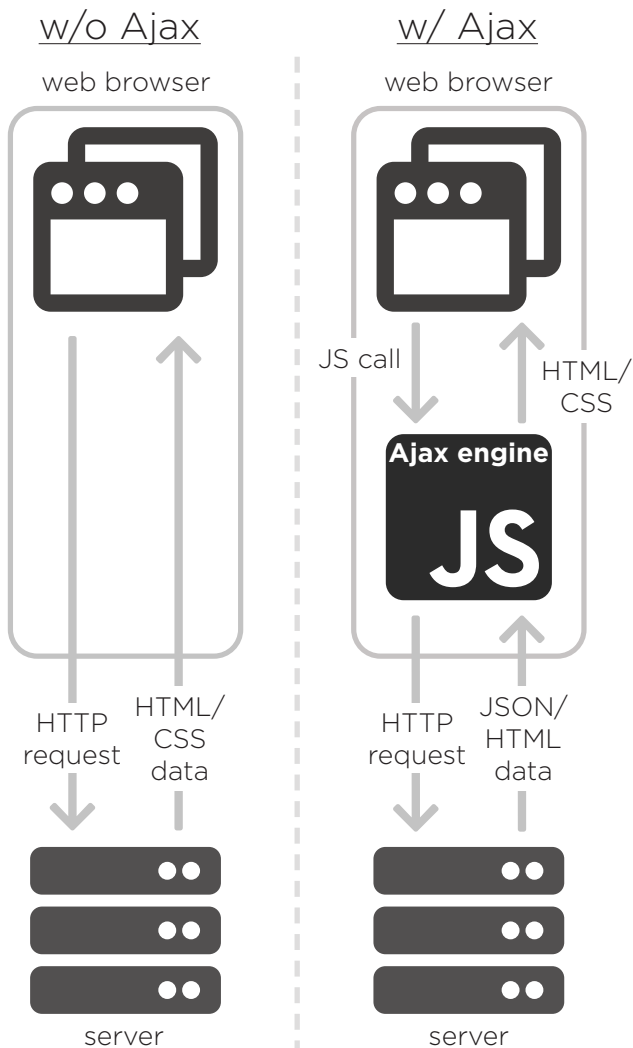 w/o Ajax
web browser
HTTP
request
HTML/
CSS
data
server
w/ Ajax
web browser
JS call
HTML/
CSS
Ajax engine
JS
HTTP
request
JSON/
HTML
data
server